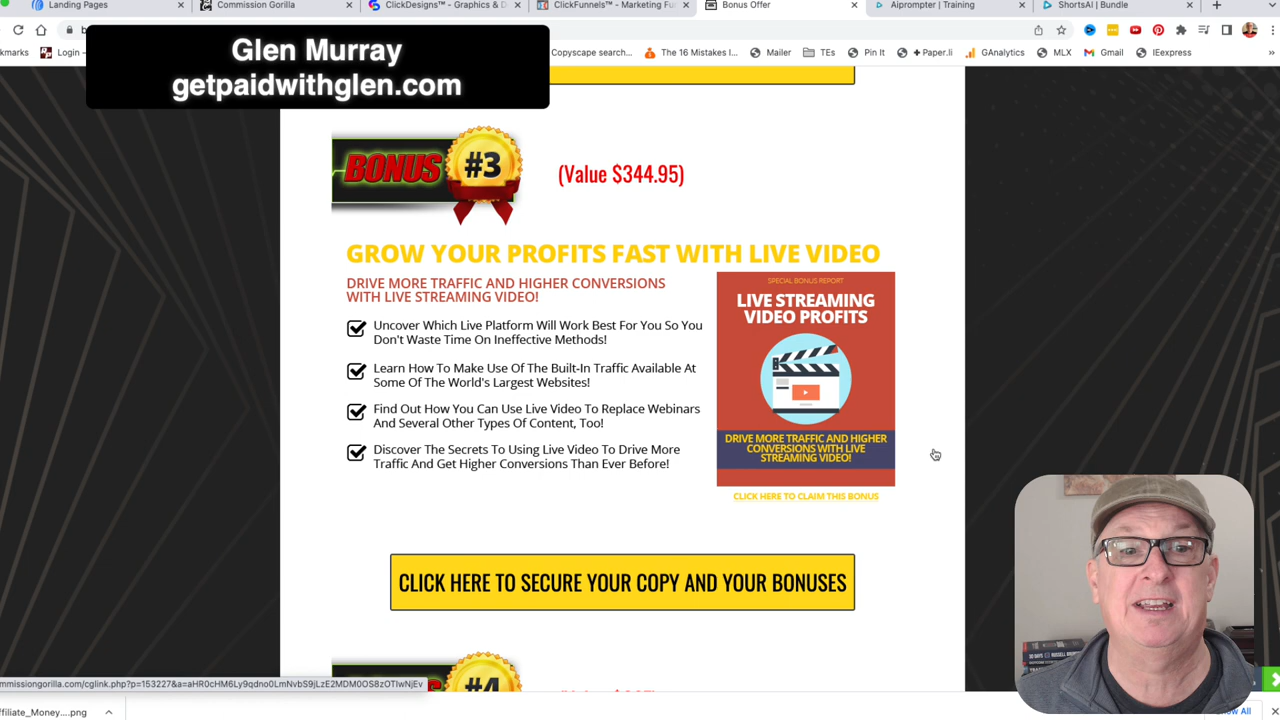 Landing Pages
Commission Gorilla
ClickDesigns™ - Graphics & D
ClickFunnels™ - Marketing Fu
Bonus Offer
Aiprompter | Training
ShortsAI | Bundle
Glen Murray
getpaidwithglen.com
okmarks
Login
Copyscape search...
The 16 Mistakes I...
Mailer
TEs
Pin It
+ Paper.li
GAnalytics
MLX
Gmail
IEexpress
BONUS #3
(Value $344.95)
GROW YOUR PROFITS FAST WITH LIVE VIDEO
DRIVE MORE TRAFFIC AND HIGHER CONVERSIONS
WITH LIVE STREAMING VIDEO!
Uncover Which Live Platform Will Work Best For You So You
Don't Waste Time On Ineffective Methods!
Learn How To Make Use Of The Built-In Traffic Available At
Some Of The World's Largest Websites!
Find Out How You Can Use Live Video To Replace Webinars
And Several Other Types Of Content, Too!
Discover The Secrets To Using Live Video To Drive More
Traffic And Get Higher Conversions Than Ever Before!
SPECIAL BONUS REPORT
LIVE STREAMING
VIDEO PROFITS
DRIVE MORE TRAFFIC AND HIGHER
CONVERSIONS WITH LIVE
STREAMING VIDEO!
CLICK HERE TO CLAIM THIS BONUS
CLICK HERE TO SECURE YOUR COPY AND YOUR BONUSES
#4
ffiliate_Money....png